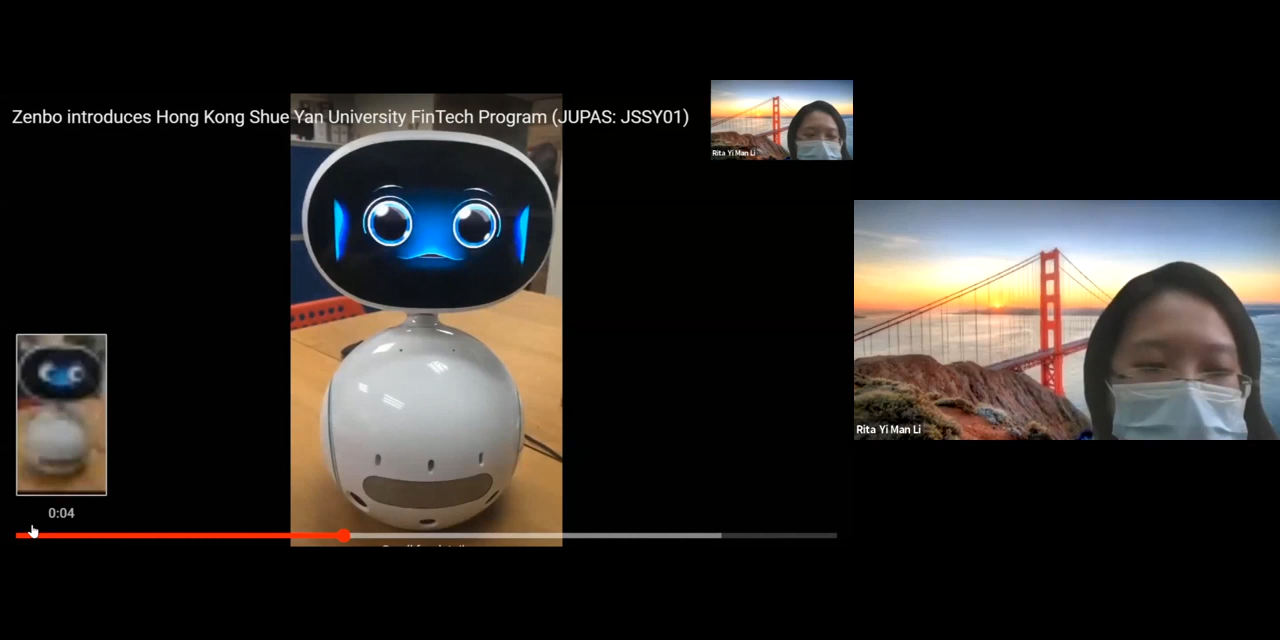 Zenbo introduces Hong Kong Shue Yan University FinTech Program (JUPAS: JSSY01)
Rita Yi Man Li
Rita Yi Man Li
0:04